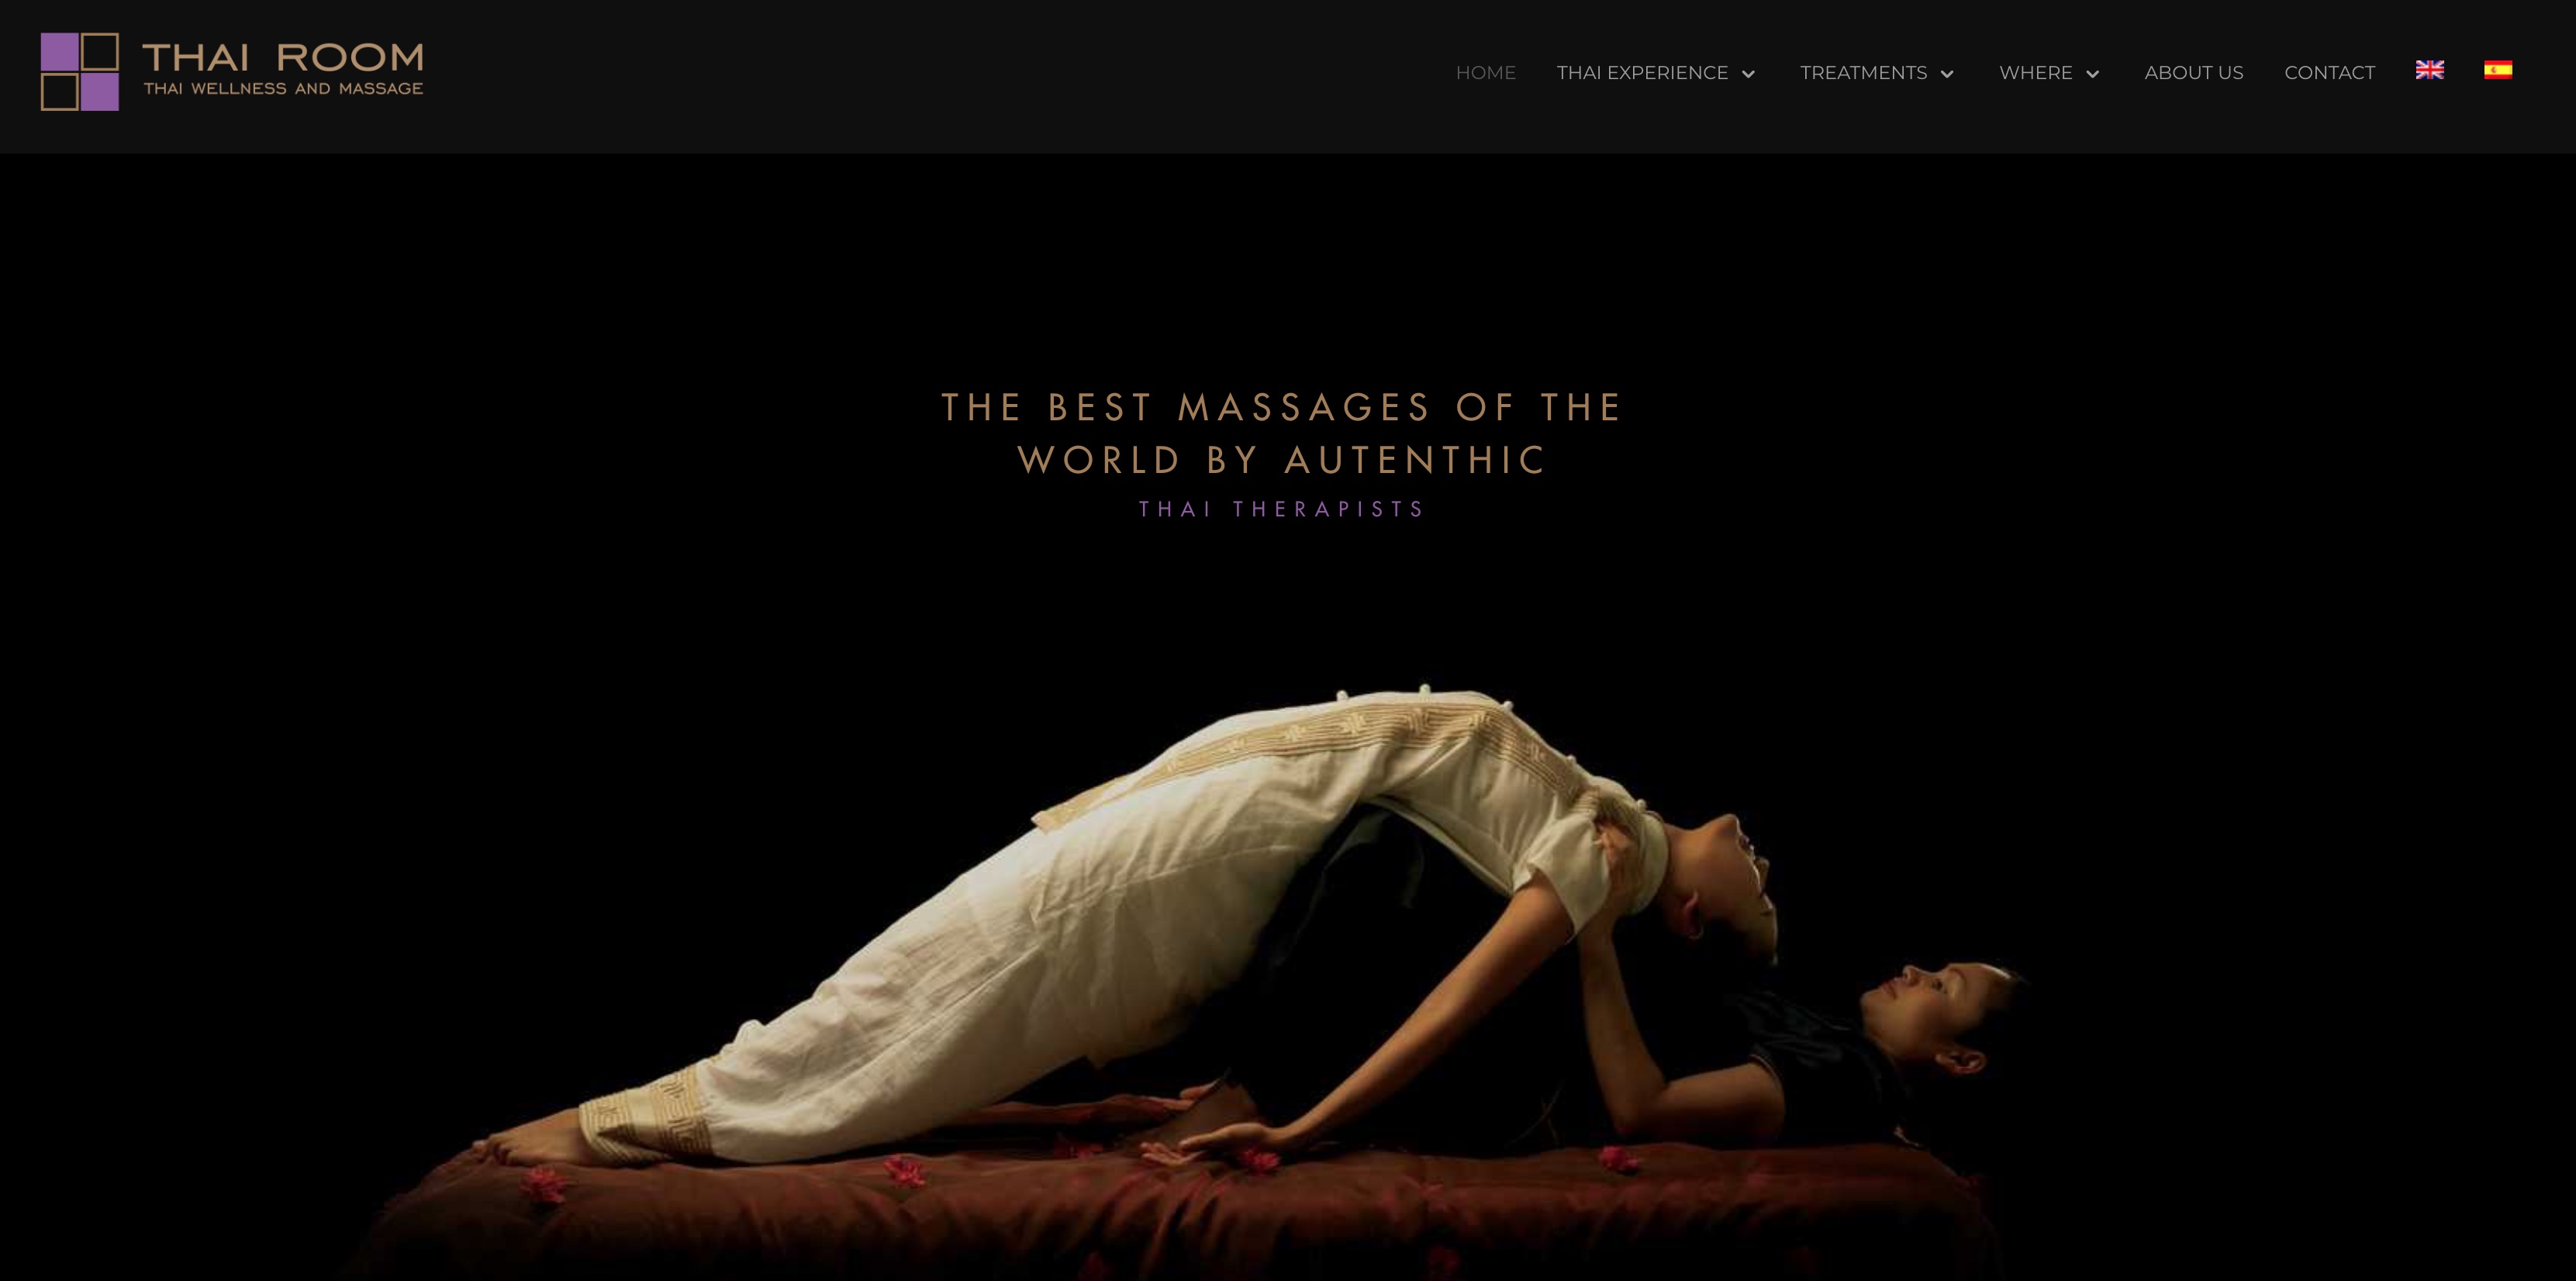 THAI ROOM
THAI WELLNESS AND MASSAGE
HOME THAI EXPERIENCE TREATMENTS WHERE ABOUT US CONTACT
THE BEST MASSAGES OF THE
WORLD BY AUTENTHIC
THAI THERAPISTS